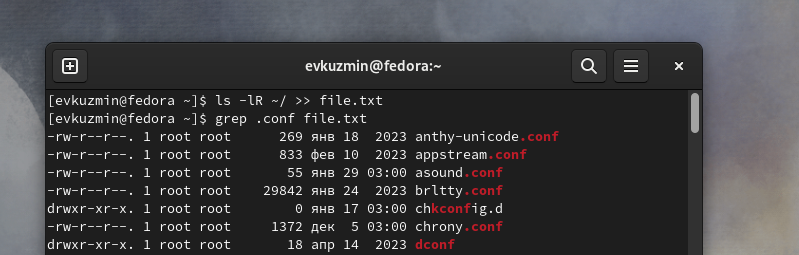 evkuzmin@fedora:~
[evkuzmin@fedora ~]$ ls -lR ~/ >> file.txt
[evkuzmin@fedora ~]$ grep .conf file.txt
-rw-r--r--. 1 root root      269 янв 18  2023 anthy-unicode.conf
-rw-r--r--. 1 root root      833 фев 10  2023 appstream.conf
-rw-r--r--. 1 root root       55 янв 29 03:00 asound.conf
-rw-r--r--. 1 root root    29842 янв 24  2023 brltty.conf
drwxr-xr-x. 1 root root        0 янв 17 03:00 chkconfig.d
-rw-r--r--. 1 root root     1372 дек  5 03:00 chrony.conf
drwxr-xr-x. 1 root root       18 апр 14  2023 dconf